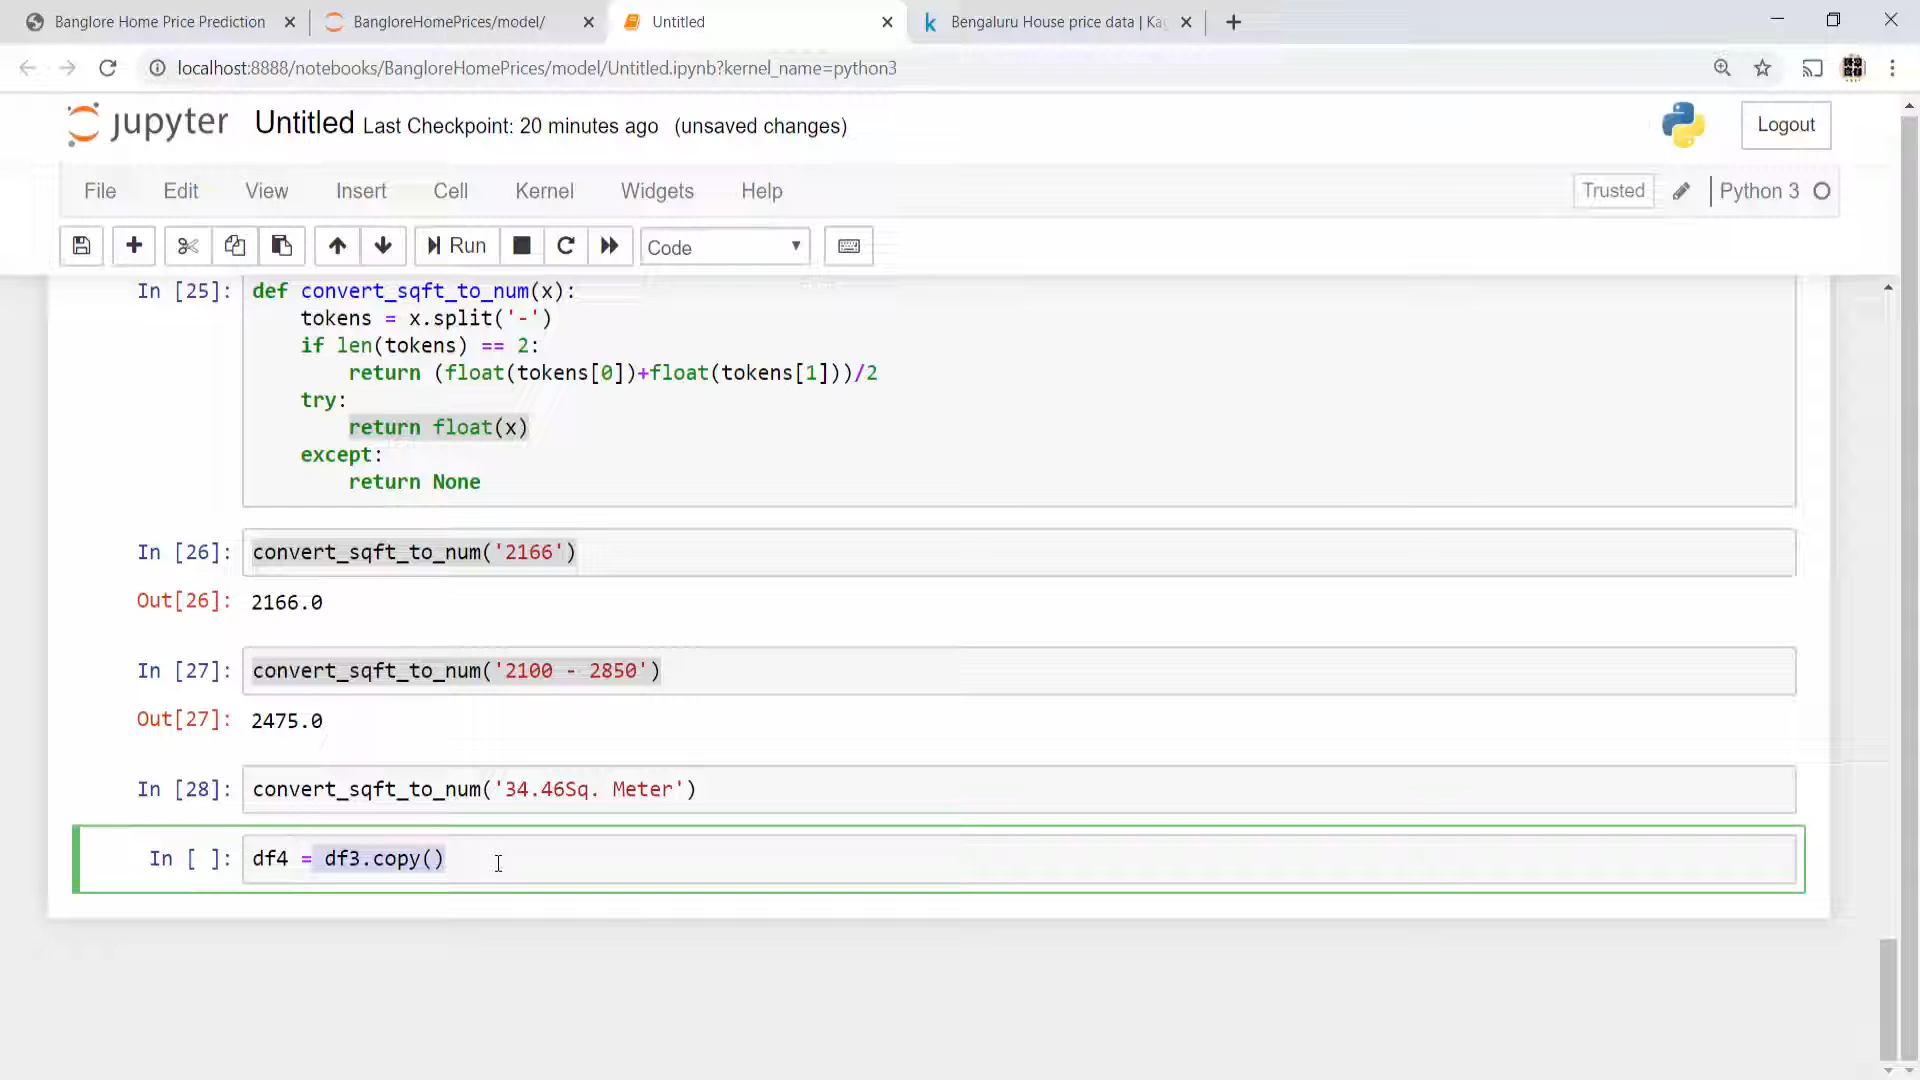 Banglore Home Price Prediction
BangloreHomePrices/model/
Untitled
Bengaluru House price data | Ka
localhost:8888/notebooks/BangloreHomePrices/model/Untitled.ipynb?kernel_name=python3
jupyter Untitled Last Checkpoint: 20 minutes ago (unsaved changes)
Logout
File Edit View Insert Cell Kernel Widgets Help
Trusted Python 3
Run Code
In [25]: def convert_sqft_to_num(x):
tokens = x.split('-')
if len(tokens) == 2:
return (float(tokens[0])+float(tokens[1]))/2
try:
return float(x)
except:
return None
In [26]: convert_sqft_to_num('2166')
Out[26]: 2166.0
In [27]: convert_sqft_to_num('2100 - 2850')
Out[27]: 2475.0
In [28]: convert_sqft_to_num('34.46Sq. Meter')
In [ ]: df4 = df3.copy()